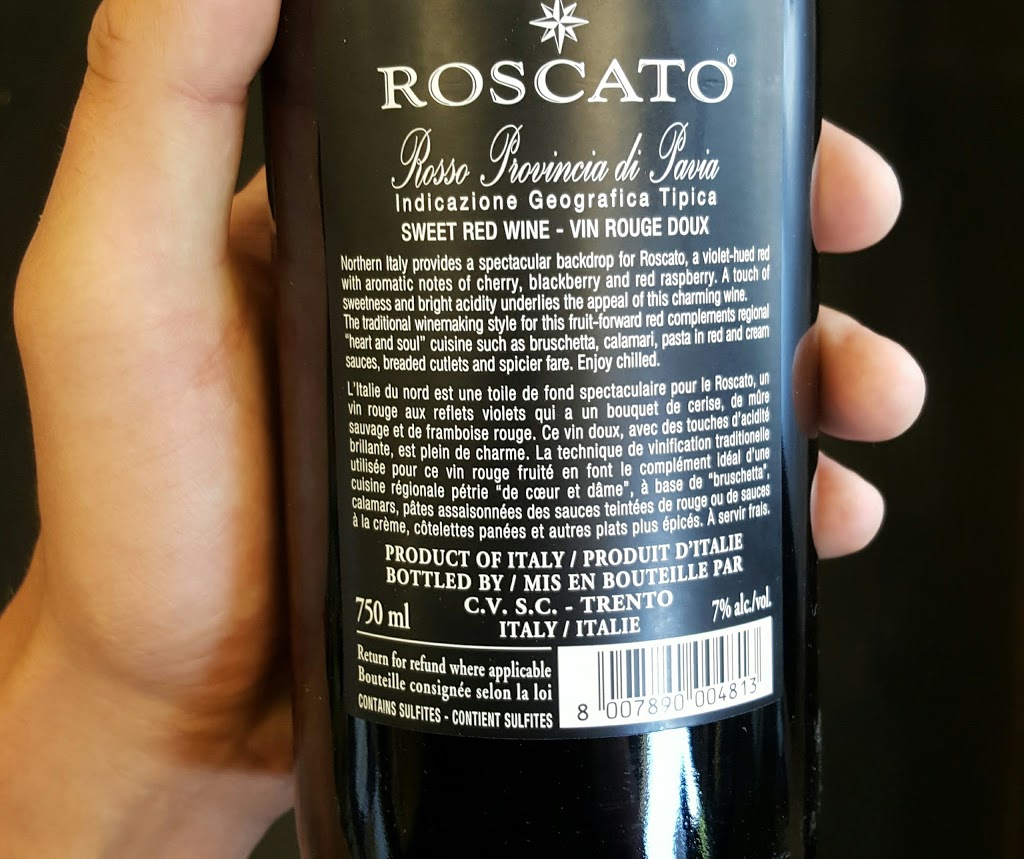 ROSCATO®
Rosso Provincia di Pavia
Indicazione Geografica Tipica
SWEET RED WINE - VIN ROUGE DOUX
Northern Italy provides a spectacular backdrop for Roscato, a violet-hued red
with aromatic notes of cherry, blackberry and red raspberry. A touch of
sweetness and bright acidity underlies the appeal of this charming wine.
The traditional winemaking style for this fruit-forward red complements regional
"heart and soul" cuisine such as bruschetta, calamari, pasta in red and cream
sauces, breaded cutlets and spicier fare. Enjoy chilled.
L'Italie du nord est une toile de fond spectaculaire pour le Roscato, un
vin rouge aux reflets violets qui a un bouquet de cerise, de mûre
sauvage et de framboise rouge. Ce vin doux, avec des touches d'acidité
brillante, est plein de charme. La technique de vinification traditionelle
utilisée pour ce vin rouge fruité en font le complément idéal d'une
cuisine régionale pétrie "de cœur et dâme", à base de "bruschetta",
calamars, pâtes assaisonnées des sauces teintées de rouge ou de sauces
à la crème, côtelettes panées et autres plats plus épicés. À servir frais.
PRODUCT OF ITALY / PRODUIT D'ITALIE
BOTTLED BY / MIS EN BOUTEILLE PAR
C.V. S.C. - TRENTO
ITALY / ITALIE
750 ml
7% alc./vol.
Return for refund where applicable
Bouteille consignée selon la loi
CONTAINS SULFITES - CONTIENT SULFITES
8 007890 004813